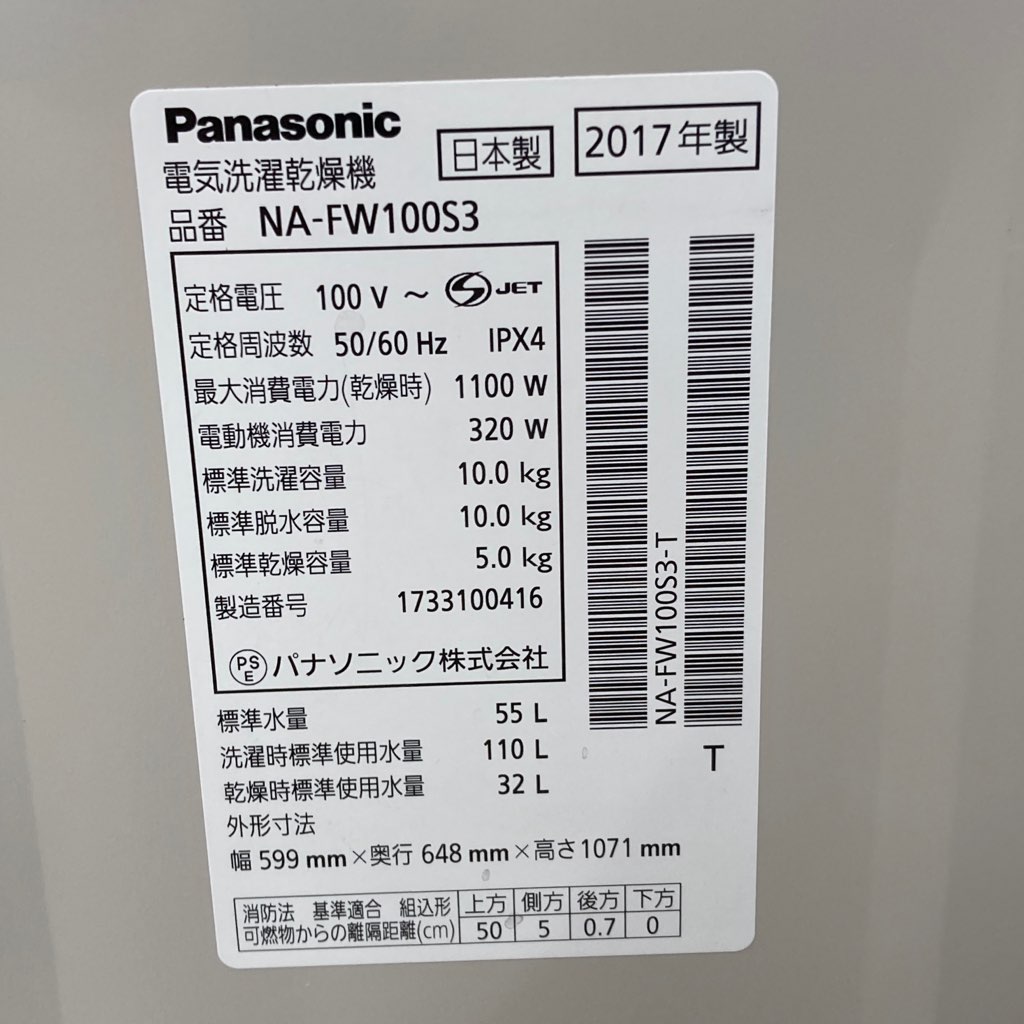 Panasonic
日本製
2017年製
電気洗濯乾燥機
品番 NA-FW100S3
定格電圧 100 V ～ S JET
定格周波数 50/60 Hz IPX4
最大消費電力(乾燥時) 1100 W
電動機消費電力 320 W
標準洗濯容量 10.0 kg
標準脱水容量 10.0 kg
標準乾燥容量 5.0 kg
製造番号 1733100416
PSE パナソニック株式会社
標準水量 55 L
洗濯時標準使用水量 110 L
乾燥時標準使用水量 32 L
外形寸法
幅 599 mm×奥行 648 mm×高さ1071 mm
消防法 基準適合 組込形 上方 側方 後方 下方
可燃物からの離隔距離(cm) 50 5 0.7 0
NA-FW100S3-T
T